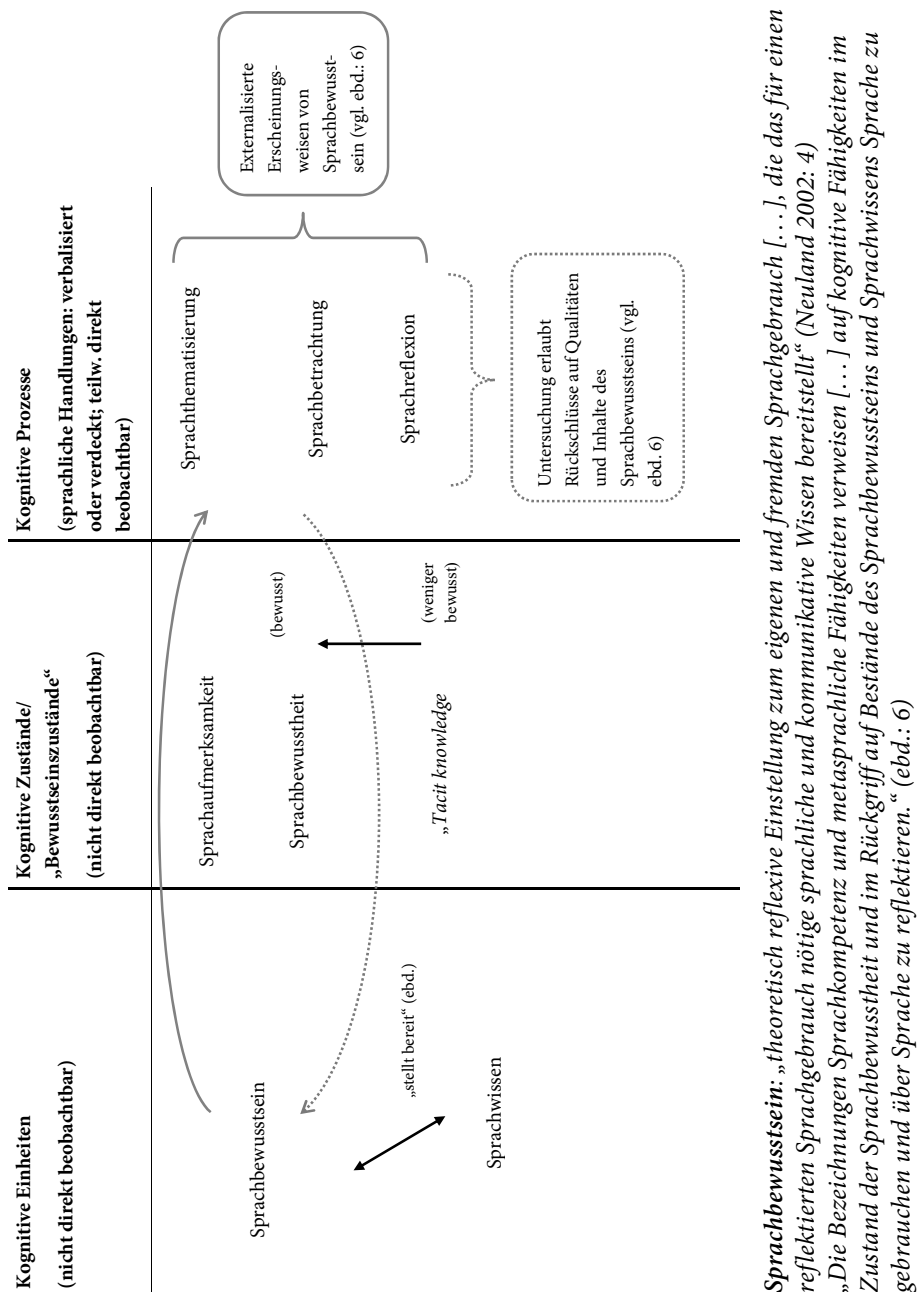 Kognitive Einheiten
(nicht direkt beobachtbar)
Kognitive Zustände/
„Bewusstseinszustände“
(nicht direkt beobachtbar)
Kognitive Prozesse
(sprachliche Handlungen: verbalisiert
oder verdeckt; teilw. direkt
beobachtbar)
Sprachbewusstsein
„stellt bereit“ (ebd.)
Sprachwissen
Sprachaufmerksamkeit
Sprachbewusstheit
(bewusst)
„Tacit knowledge
(weniger
bewusst)
Sprachthematisierung
Sprachbetrachtung
Sprachreflexion
Externalisierte
Erscheinungs-
weisen von
Sprachbewusst-
sein (vgl. ebd.: 6)
Untersuchung erlaubt
Rückschlüsse auf Qualitäten
und Inhalte des
Sprachbewusstseins (vgl.
ebd. 6)
Sprachbewusstsein: „theoretisch reflexive Einstellung zum eigenen und fremden Sprachgebrauch […], die das für einen
reflektierten Sprachgebrauch nötige sprachliche und kommunikative Wissen bereitstellt“ (Neuland 2002: 4)
„Die Bezeichnungen Sprachkompetenz und metasprachliche Fähigkeiten verweisen […] auf kognitive Fähigkeiten im
Zustand der Sprachbewusstheit und im Rückgriff auf Bestände des Sprachbewusstseins und Sprachwissens Sprache zu
gebrauchen und über Sprache zu reflektieren.“ (ebd.: 6)